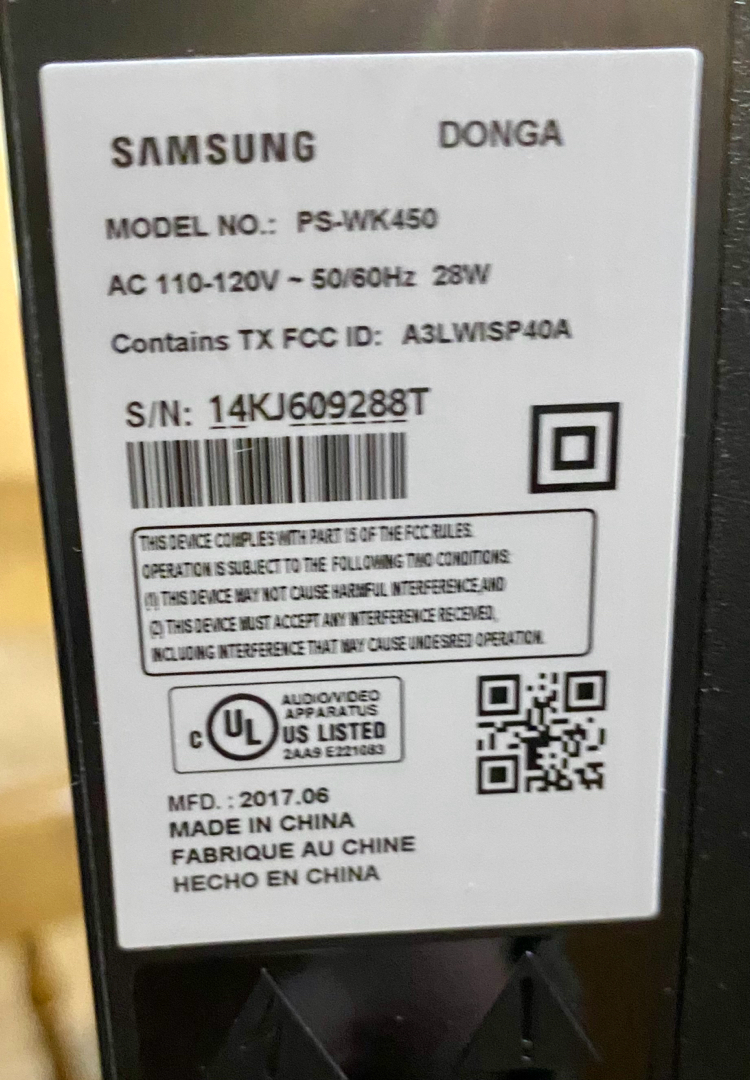 SAMSUNG DONGA
MODEL NO.: PS-WK450
AC 110-120V ~ 50/60Hz 28W
Contains TX FCC ID: A3LWISP40A
S/N: 14KJ609288T
THIS DEVICE COMPLIES WITH PART 15 OF THE FCC RULES.
OPERATION IS SUBJECT TO THE FOLLOWING TWO CONDITIONS:
(1) THIS DEVICE MAY NOT CAUSE HARMFUL INTERFERENCE,AND
(2) THIS DEVICE MUST ACCEPT ANY INTERFERENCE RECEIVED,
INCLUDING INTERFERENCE THAT MAY CAUSE UNDESIRED OPERATION.
AUDIO/VIDEO
APPARATUS
C UL US LISTED
2AA9 E221083
MFD. : 2017.06
MADE IN CHINA
FABRIQUE AU CHINE
HECHO EN CHINA